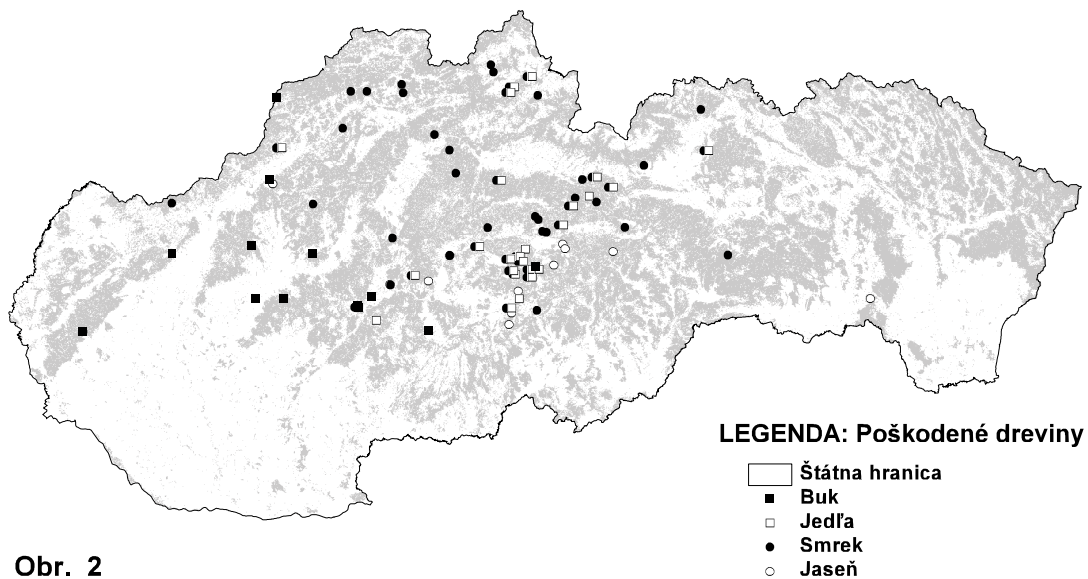 LEGENDA: Poškodené dreviny
Štátna hranica
Buk
Jedľa
Smrek
Jaseň
Obr. 2